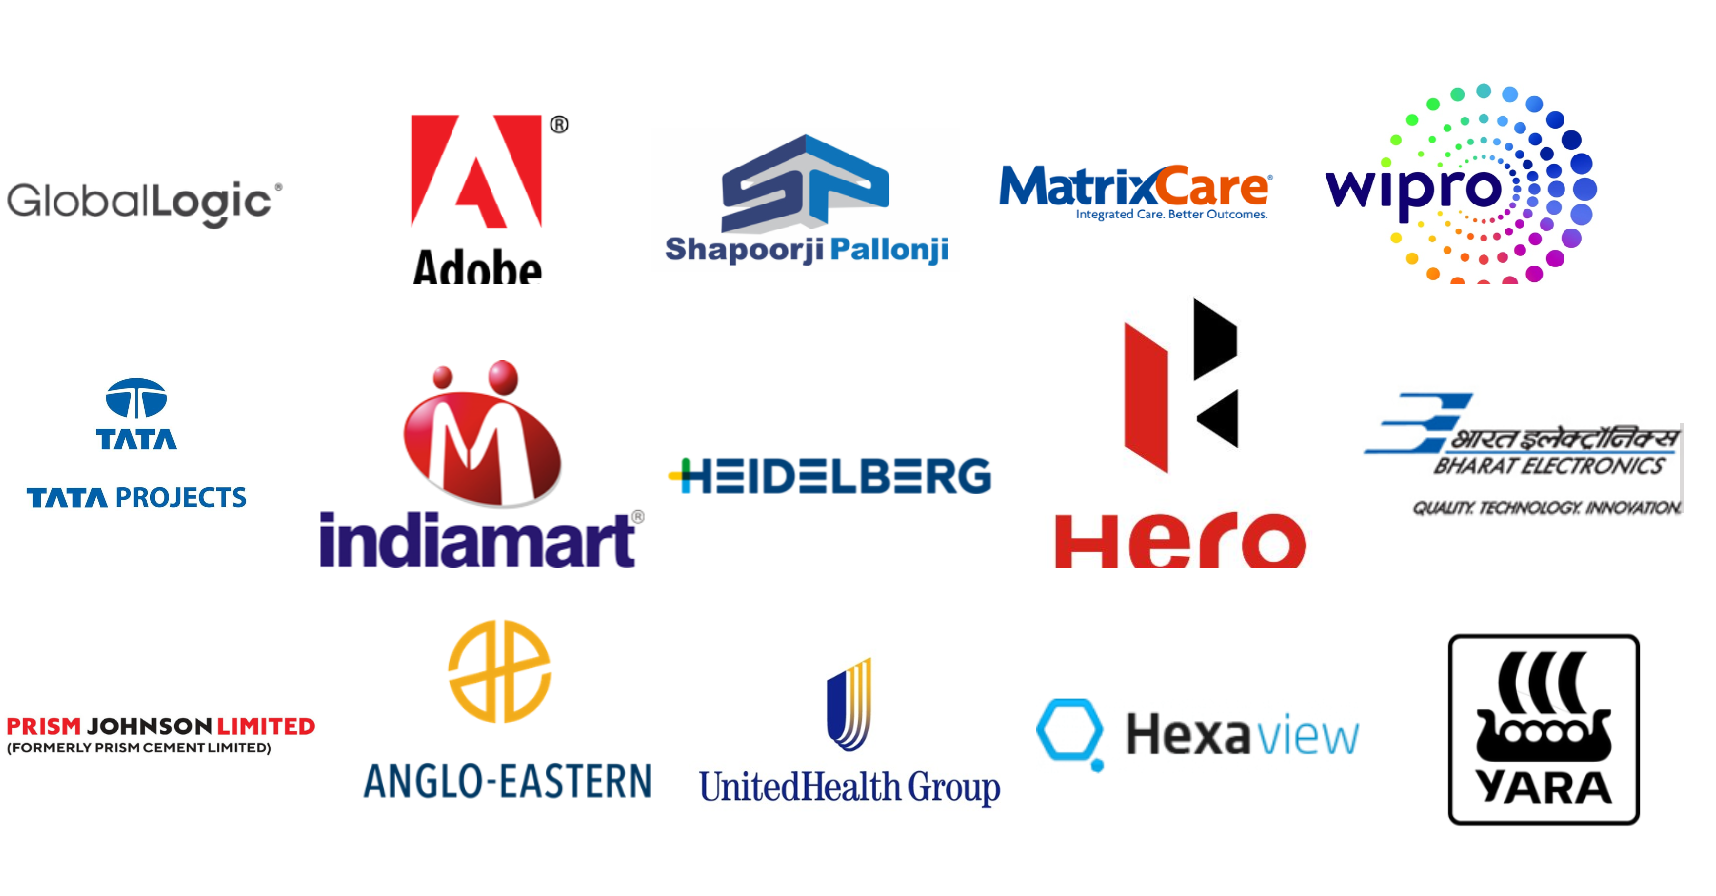 GlobalLogic®
®
Adobe
Shapoorji Pallonji
MatrixCare®
Integrated Care. Better Outcomes.
wipro
TATA
TATA PROJECTS
indiamart®
HEIDELBERG
Hero
भारत इलेक्ट्रॉनिक्स
BHARAT ELECTRONICS
QUALITY. TECHNOLOGY. INNOVATION.
PRISM JOHNSON LIMITED
(FORMERLY PRISM CEMENT LIMITED)
ANGLO-EASTERN
UnitedHealth Group
Hexaview
YARA